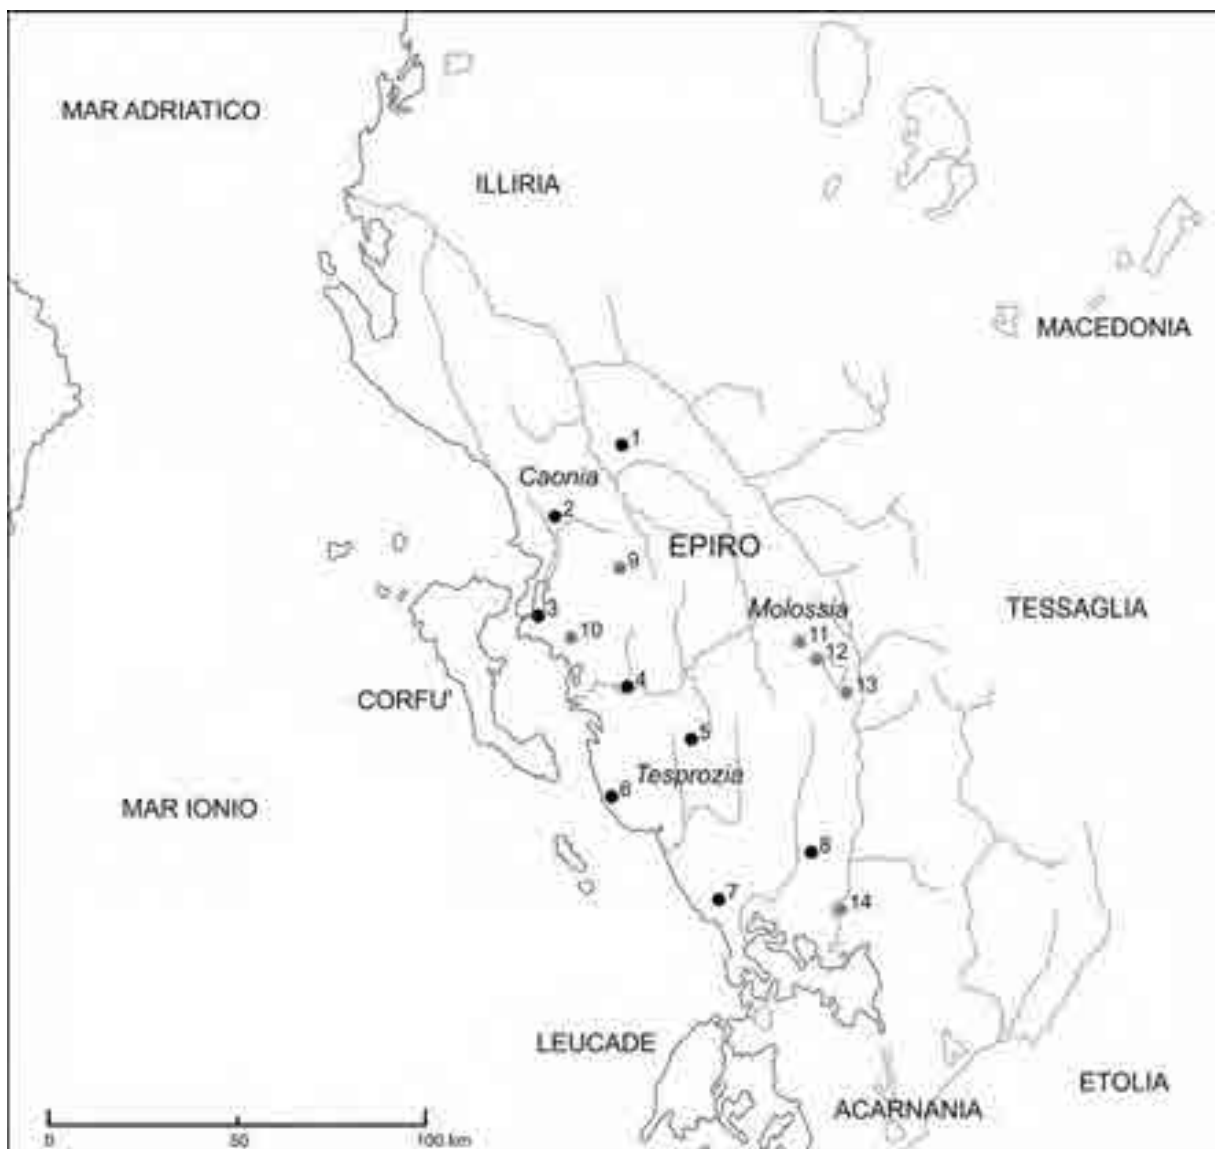 MAR ADRIATICO
ILLIRIA
MACEDONIA
1
Caonia
2
EPIRO
9
TESSAGLIA
Molossia
3
10
11
12
13
CORFU'
4
5
Tesprozia
6
MAR IONIO
8
7
14
LEUCADE
ETOLIA
ACARNANIA
0 50 100 km